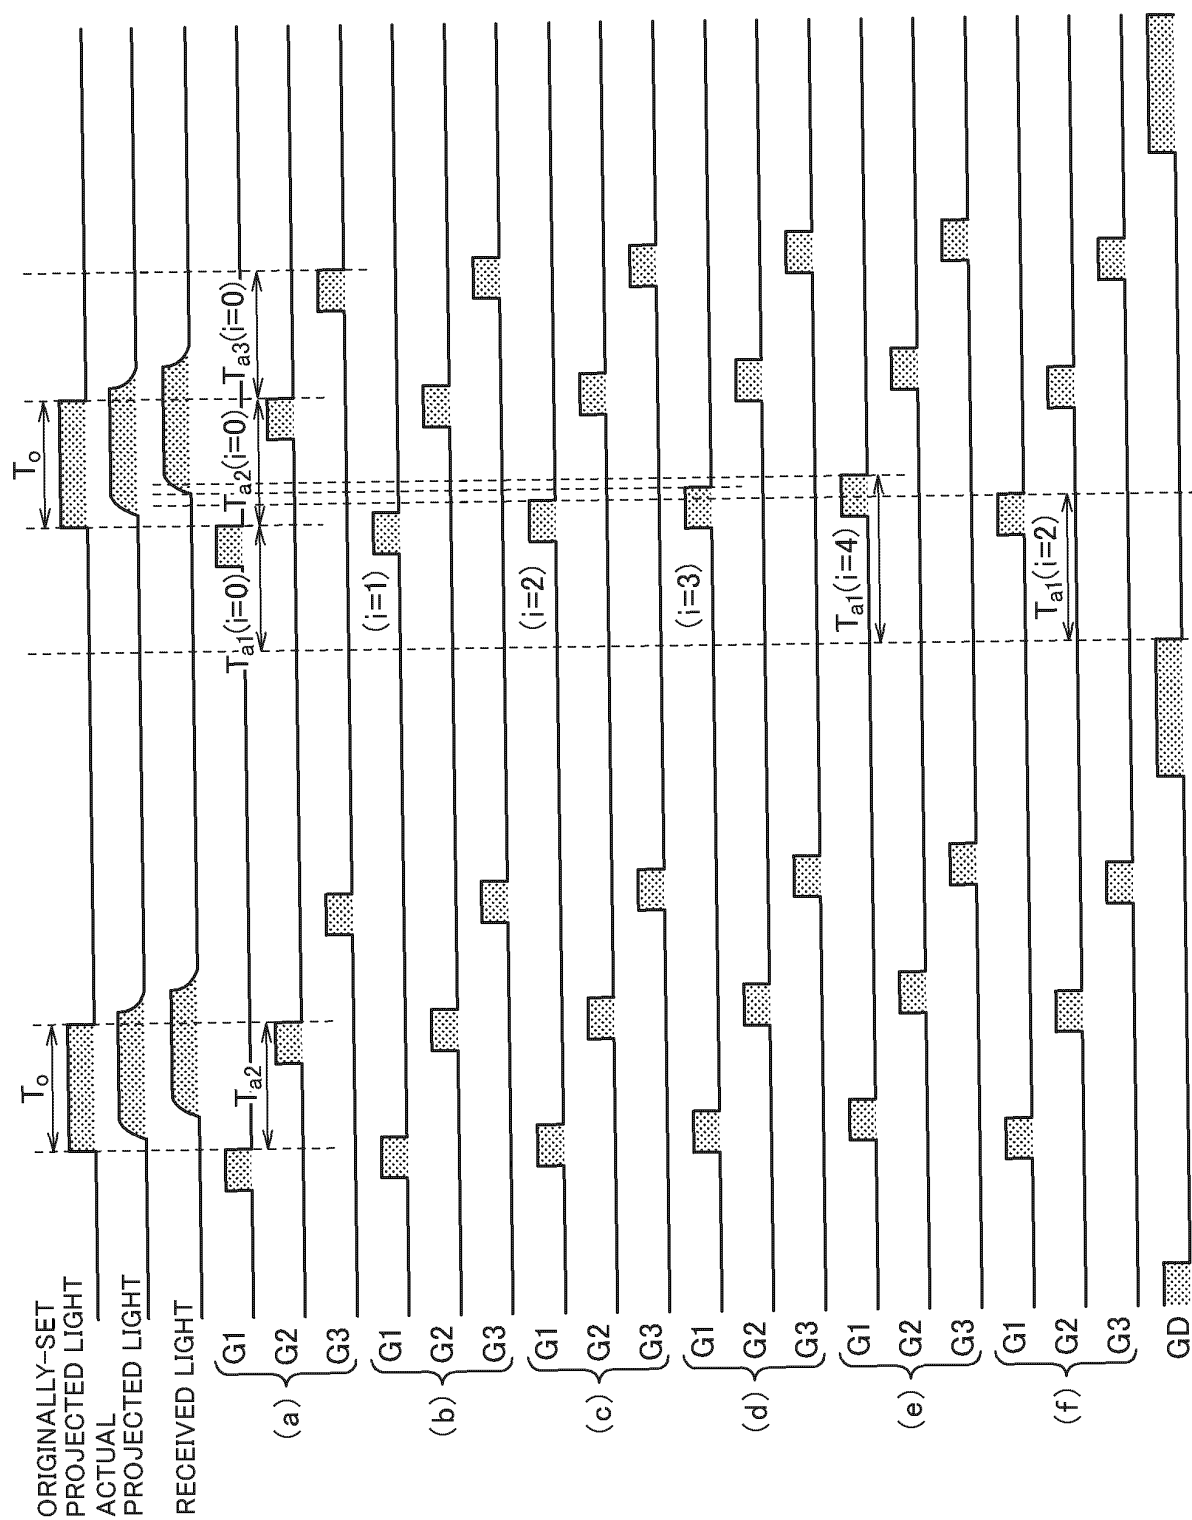 ORIGINALLY-SET
PROJECTED LIGHT
To
To
ACTUAL
PROJECTED LIGHT
RECEIVED LIGHT
(a)
G1
Ta2
Ta1(i=0)
Ta2(i=0)
Ta3(i=0)
G2
G3
(b)
G1
(i=1)
G2
G3
(c)
G1
(i=2)
G2
G3
(d)
G1
(i=3)
G2
G3
(e)
G1
Ta1(i=4)
G2
G3
(f)
G1
G2
Ta1(i=2)
G3
GD